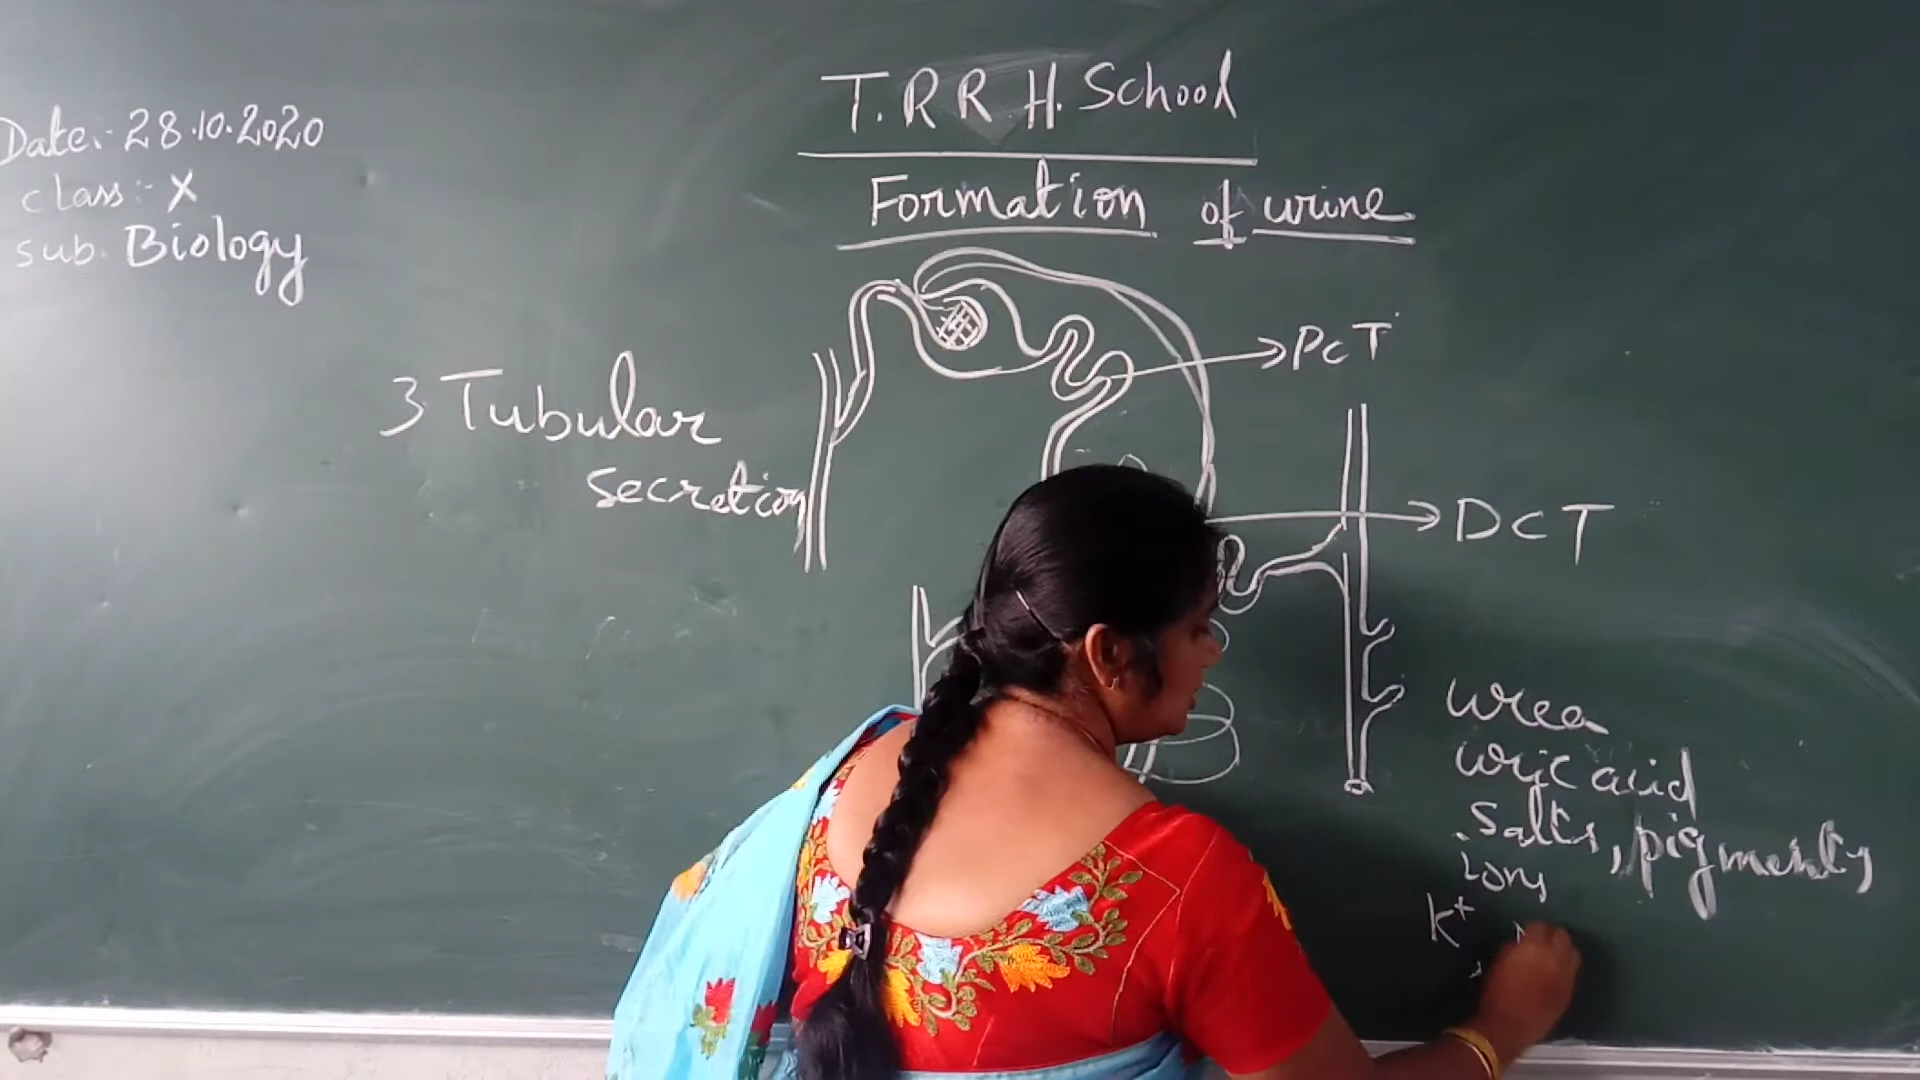 T.R R H. School
Formation of urine
Date:- 28.10.2020
class:- X
sub. Biology
3 Tubular
secretion
PCT
DCT
urea
uric acid
Salts, pigments
ions
K+